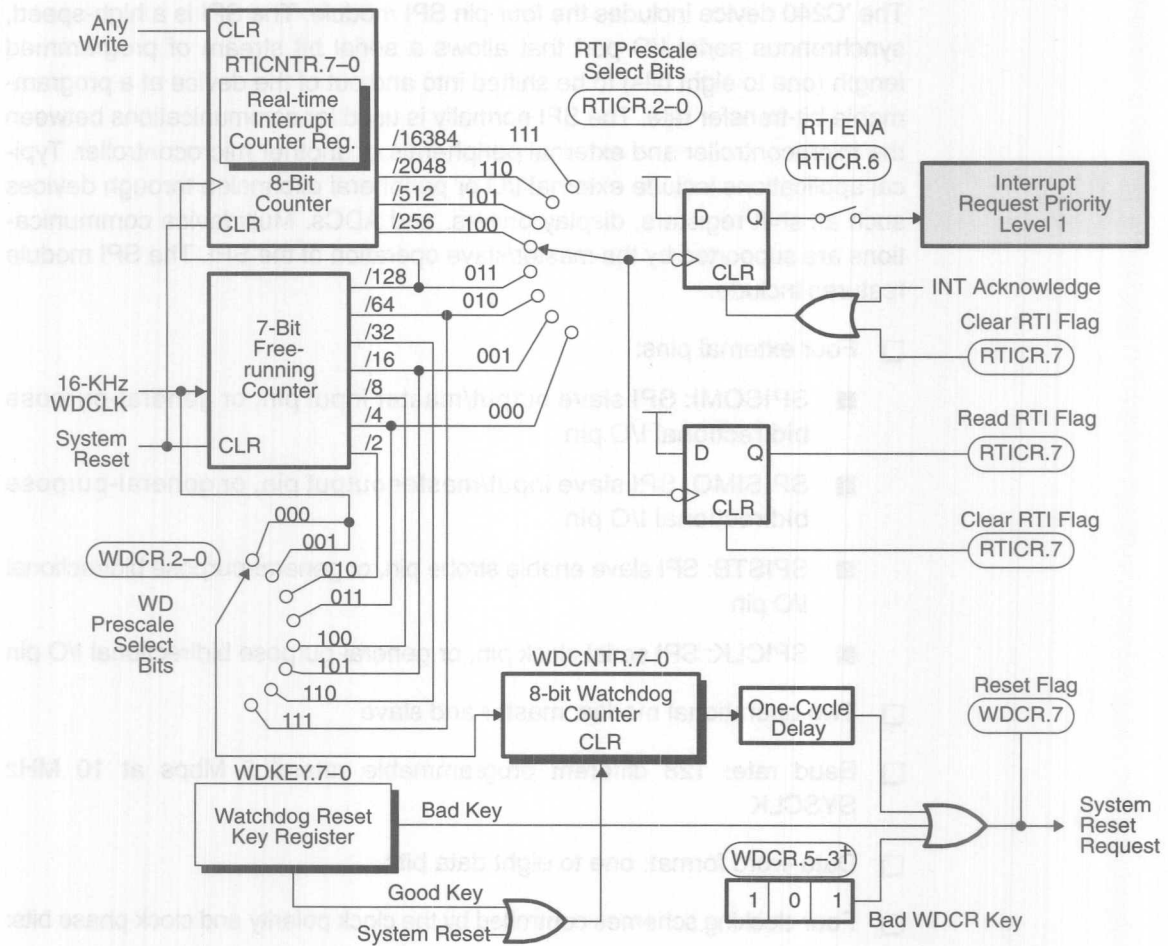 Any
Write
CLR
RTICNTR.7–0
Real-time
Interrupt
Counter Reg.
8-Bit
Counter
CLR
/16384
/2048
/512
/256
111
110
101
100
RTI Prescale
Select Bits
RTICR.2–0
RTI ENA
RTICR.6
D Q
CLR
Interrupt
Request Priority
Level 1
INT Acknowledge
Clear RTI Flag
RTICR.7
16-KHz
WDCLK
System
Reset
7-Bit
Free-
running
Counter
CLR
/128
/64
/32
/16
/8
/4
/2
011
010
001
000
D Q
CLR
Read RTI Flag
RTICR.7
Clear RTI Flag
RTICR.7
WDCR.2–0
WD
Prescale
Select
Bits
000
001
010
011
100
101
110
111
WDCNTR.7–0
8-bit Watchdog
Counter
CLR
One-Cycle
Delay
Reset Flag
WDCR.7
WDKEY.7–0
Watchdog Reset
Key Register
Bad Key
Good Key
System Reset
WDCR.5–3†
1 0 1
Bad WDCR Key
System
Reset
Request